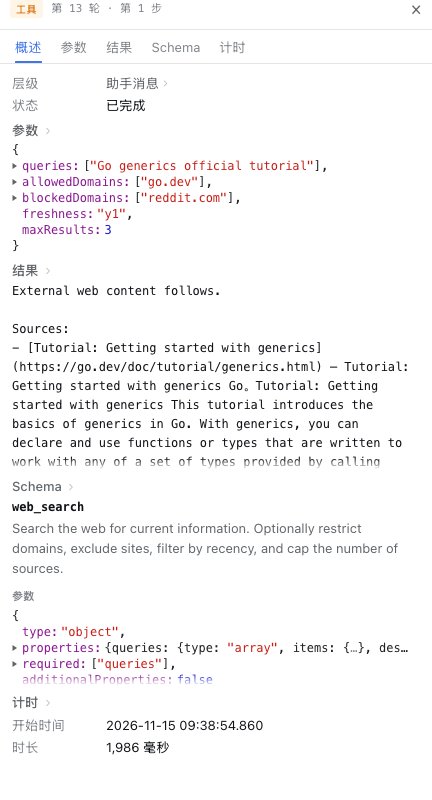 工具 第 13 轮 · 第 1 步 ×
概述 参数 结果 Schema 计时
层级 助手消息 ›
状态 已完成
参数 ›
{
▸ queries: ["Go generics official tutorial"],
▸ allowedDomains: ["go.dev"],
▸ blockedDomains: ["reddit.com"],
freshness: "y1",
maxResults: 3
}
结果 ›
External web content follows.
Sources:
– [Tutorial: Getting started with generics]
(https://go.dev/doc/tutorial/generics.html) — Tutorial:
Getting started with generics Go。Tutorial: Getting
started with generics This tutorial introduces the
basics of generics in Go. With generics, you can
declare and use functions or types that are written to
work with any of a set of types provided by calling
Schema ›
web_search
Search the web for current information. Optionally restrict
domains, exclude sites, filter by recency, and cap the number of
sources.
参数
{
type: "object",
▸ properties: {queries: {type: "array", items: {…}, des…
▸ required: ["queries"],
additionalProperties: false
计时 ›
开始时间 2026-11-15 09:38:54.860
时长 1,986 毫秒